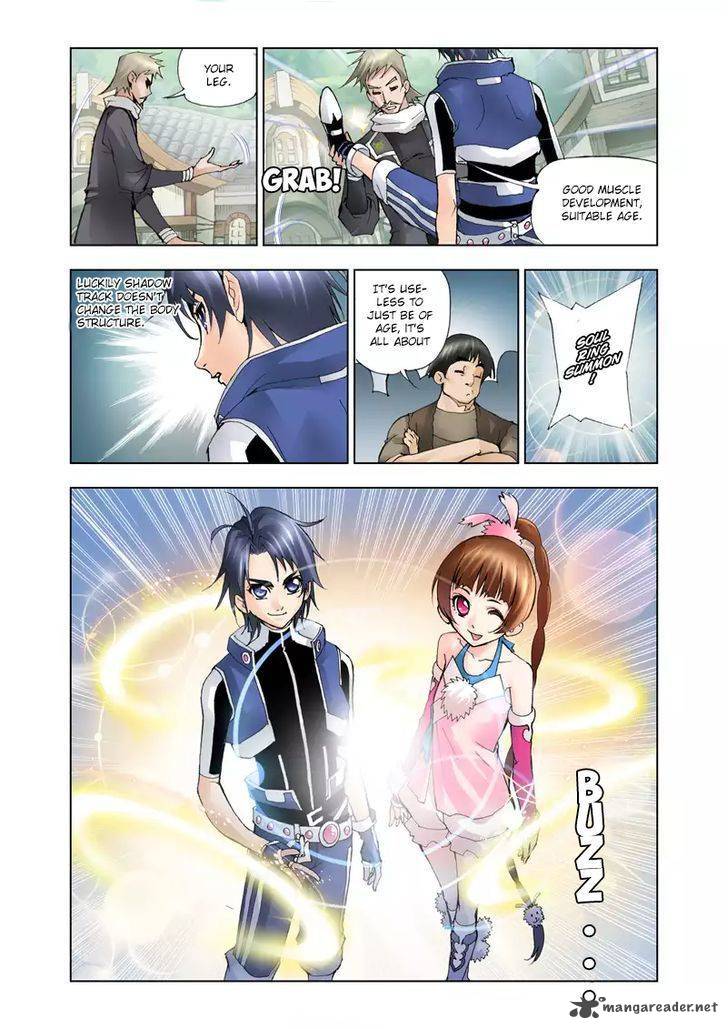 YOUR
LEG.
GRAB!
GOOD MUSCLE
DEVELOPMENT,
SUITABLE AGE.
LUCKILY SHADOW
TRACK DOESN'T
CHANGE THE BODY
STRUCTURE.
IT'S USE-
LESS TO
JUST BE OF
AGE, IT'S
ALL ABOUT
SOUL
RING
SUMMON
!
BUZZ...
mangareader.net